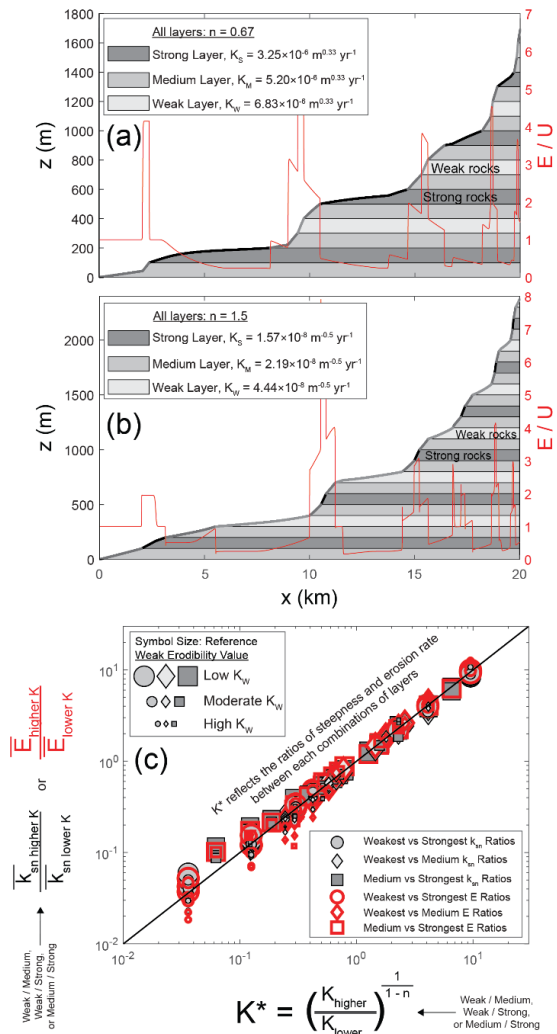 1800
1600
1400
1200
1000
800
600
400
200
0
z (m)
All layers: n = 0.67
Strong Layer, K_S = 3.25×10^-6 m^0.33 yr^-1
Medium Layer, K_M = 5.20×10^-6 m^0.33 yr^-1
Weak Layer, K_W = 6.83×10^-6 m^0.33 yr^-1
(a)
Weak rocks
Strong rocks
7
6
5
4
3
2
1
0
E / U
2000
1500
1000
500
0
z (m)
All layers: n = 1.5
Strong Layer, K_S = 1.57×10^-8 m^-0.5 yr^-1
Medium Layer, K_M = 2.19×10^-8 m^-0.5 yr^-1
Weak Layer, K_W = 4.44×10^-8 m^-0.5 yr^-1
(b)
Weak rocks
Strong rocks
8
7
6
5
4
3
2
1
0
E / U
0 5 10 15 20
x (km)
Symbol Size: Reference
Weak Erodibility Value
Low K_W
Moderate K_W
High K_W
(c)
K* reflects the ratios of steepness and erosion rate
between each combinations of layers
10^1
10^0
10^-1
10^-2
E higher K
E lower K
or
k_sn higher K
k_sn lower K
Weak / Medium,
Weak / Strong,
or Medium / Strong
Weakest vs Strongest k_sn Ratios
Weakest vs Medium k_sn Ratios
Medium vs Strongest k_sn Ratios
Weakest vs Strongest E Ratios
Weakest vs Medium E Ratios
Medium vs Strongest E Ratios
10^-2 10^-1 10^0 10^1
K* = (K_higher / K_lower)^(1 / 1 - n)
Weak / Medium,
Weak / Strong,
or Medium / Strong